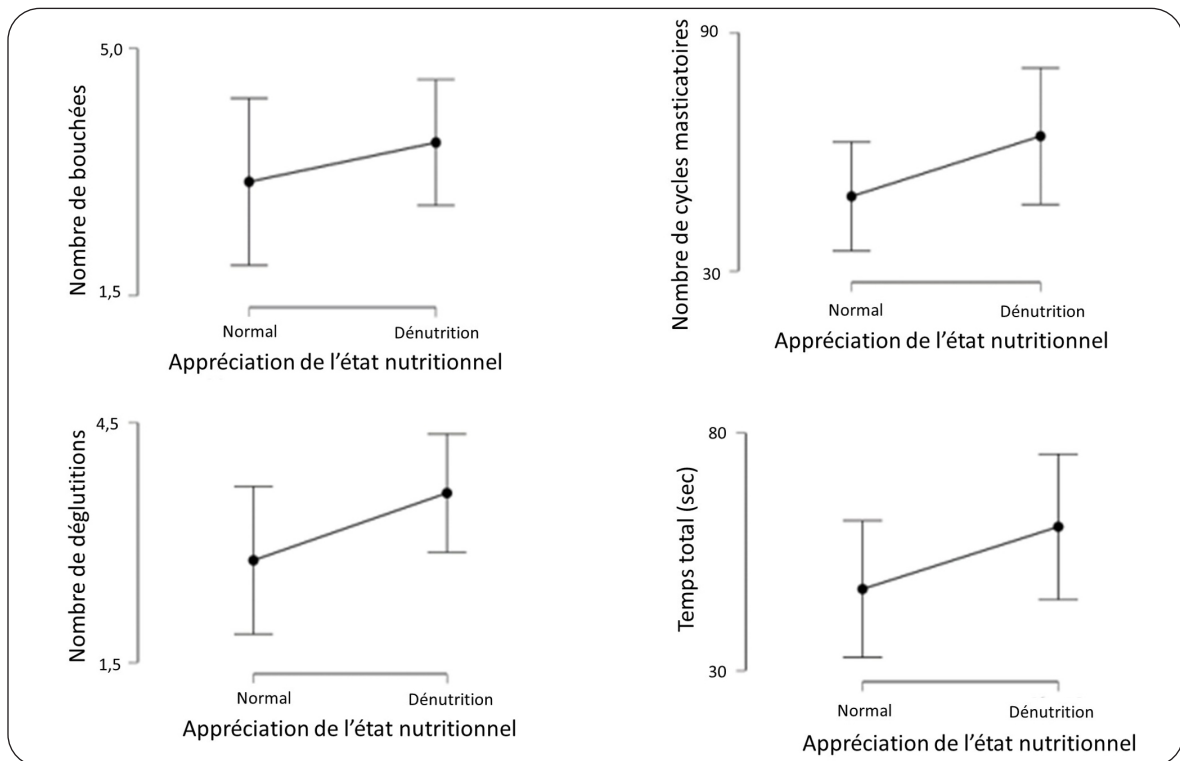 Nombre de bouchées
5,0
1,5
Normal
Dénutrition
Appréciation de l'état nutritionnel
Nombre de cycles masticatoires
90
30
Normal
Dénutrition
Appréciation de l'état nutritionnel
Nombre de déglutitions
4,5
1,5
Normal
Dénutrition
Appréciation de l'état nutritionnel
Temps total (sec)
80
30
Normal
Dénutrition
Appréciation de l'état nutritionnel